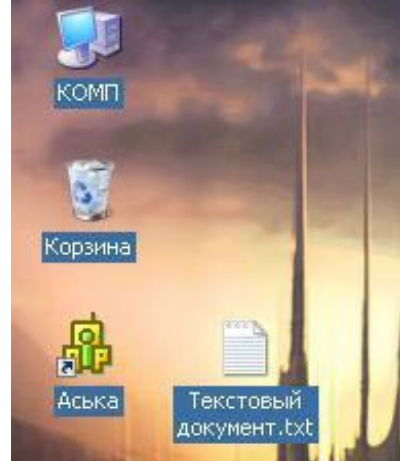 КОМП
Корзина
Аська
Текстовый
документ.txt